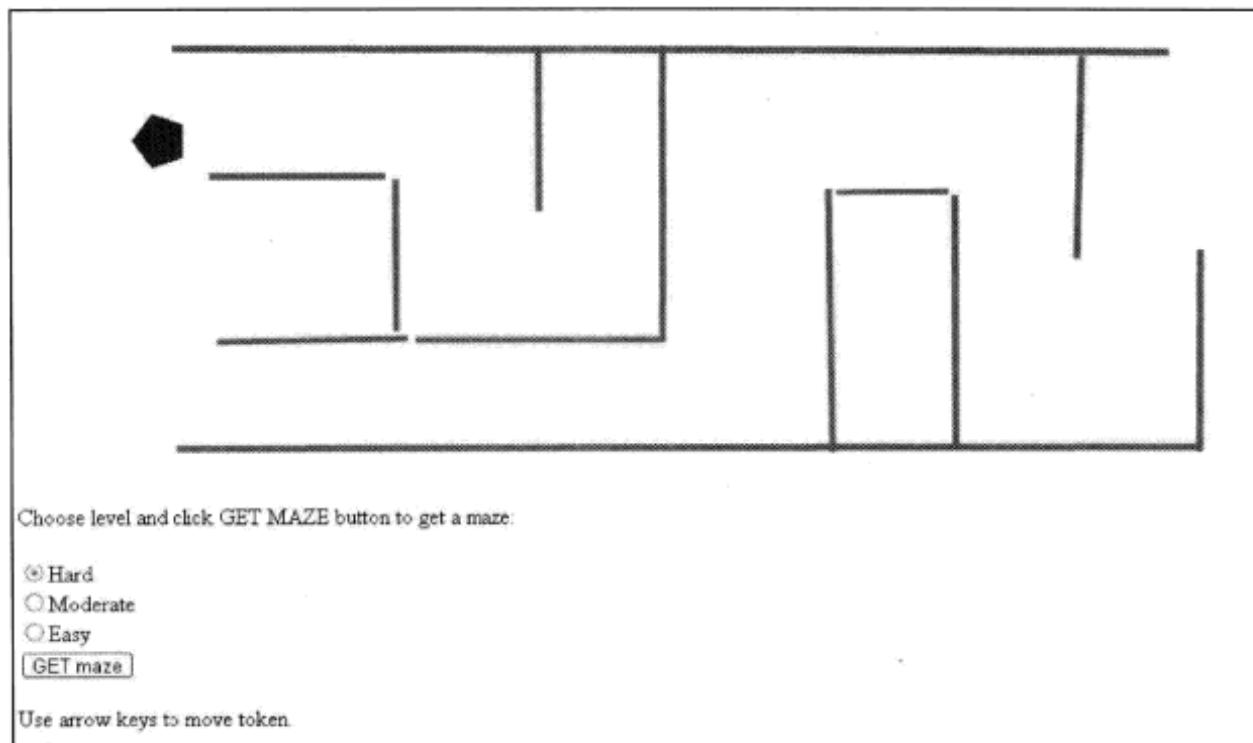 Choose level and click GET MAZE button to get a maze:
Hard
Moderate
Easy
GET maze
Use arrow keys to move token.